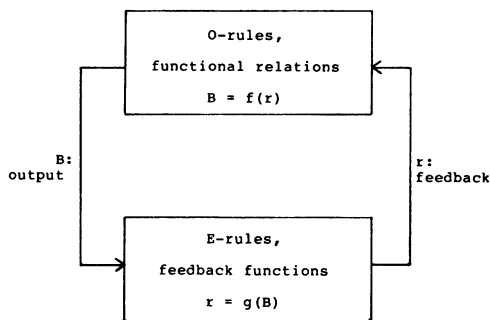 O-rules,
functional relations
B = f(r)
B:
output
r:
feedback
E-rules,
feedback functions
r = g(B)